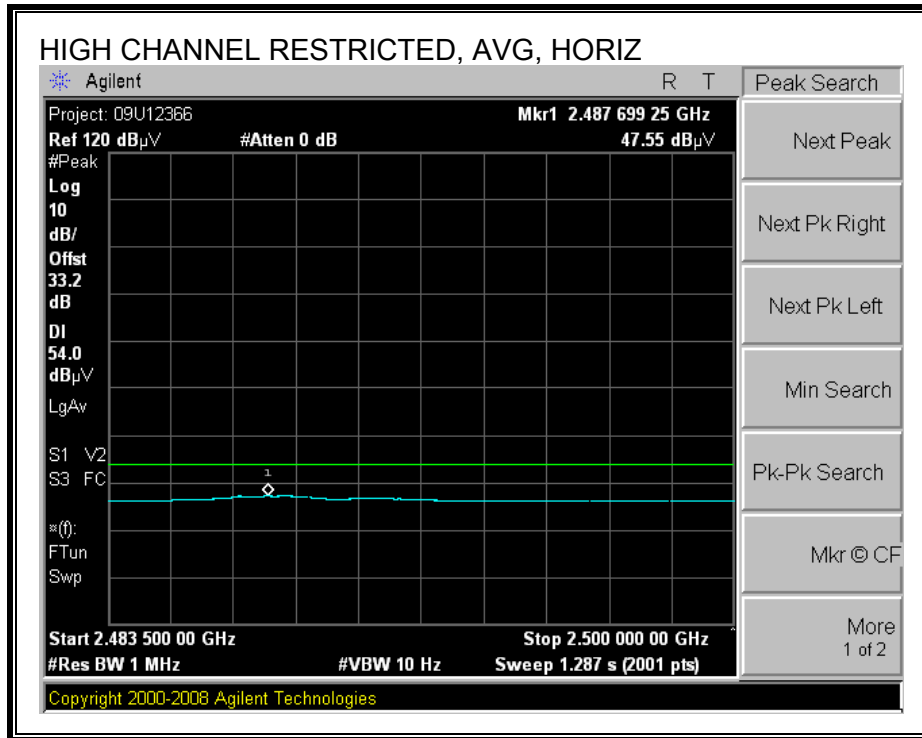 HIGH CHANNEL RESTRICTED, AVG, HORIZ
Agilent R T
Peak Search
Project: 09U12366 Mkr1 2.487 699 25 GHz
Ref 120 dBµV #Atten 0 dB 47.55 dBµV
#Peak
Log
10
dB/
Offst
33.2
dB
DI
54.0
dBµV
LgAv
S1 V2
S3 FC
¤(f):
FTun
Swp
1
Start 2.483 500 00 GHz Stop 2.500 000 00 GHz ^
#Res BW 1 MHz #VBW 10 Hz Sweep 1.287 s (2001 pts)
Next Peak
Next Pk Right
Next Pk Left
Min Search
Pk-Pk Search
Mkr © CF
More
1 of 2
Copyright 2000-2008 Agilent Technologies